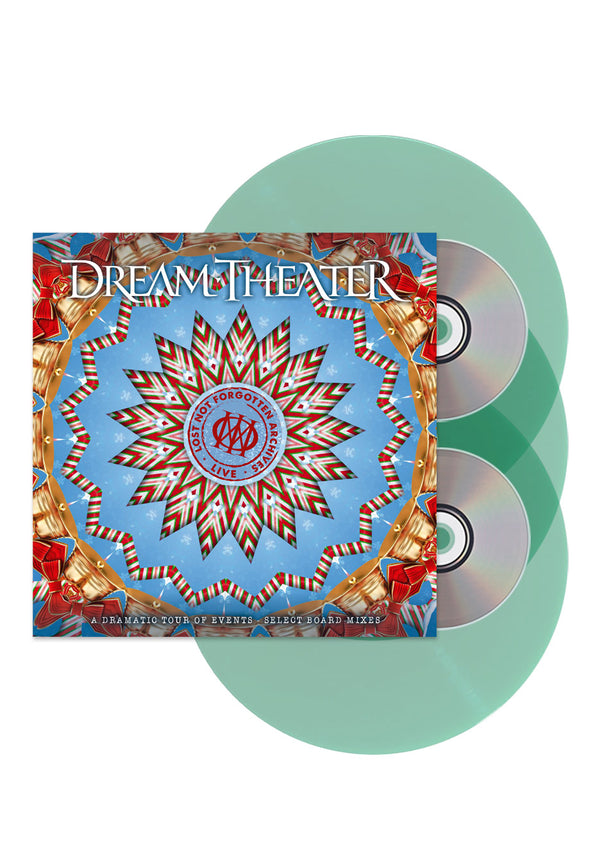 DREAM THEATER
LOST NOT FORGOTTEN ARCHIVES
· LIVE ·
A DRAMATIC TOUR OF EVENTS - SELECT BOARD MIXES